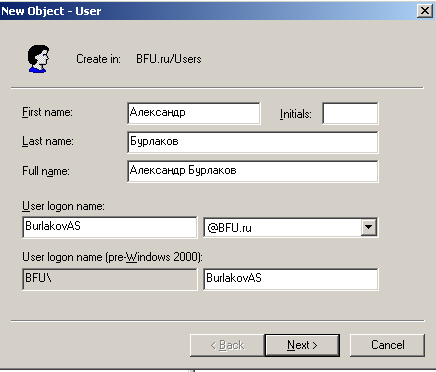 New Object - User
Create in: BFU.ru/Users
First name: Александр Initials:
Last name: Бурлаков
Full name: Александр Бурлаков
User logon name:
BurlakovAS @BFU.ru
User logon name (pre-Windows 2000):
BFU\ BurlakovAS
< Back Next > Cancel